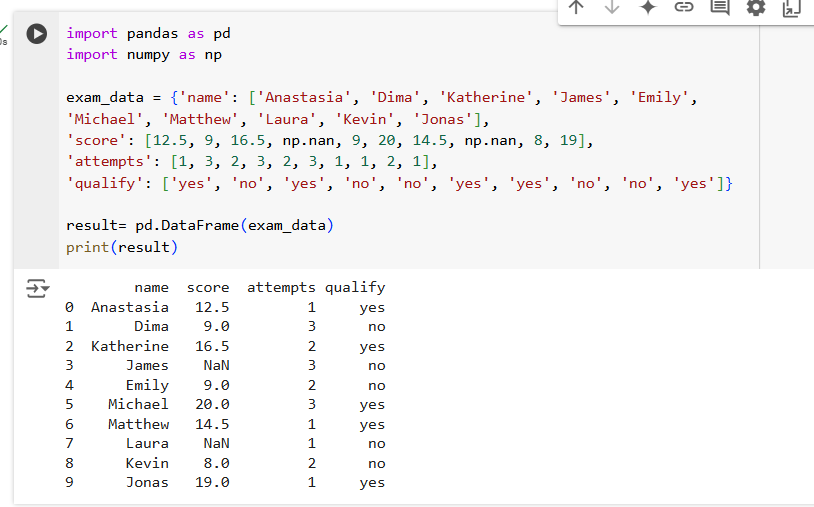 import pandas as pd
import numpy as np
exam_data = {'name': ['Anastasia', 'Dima', 'Katherine', 'James', 'Emily',
'Michael', 'Matthew', 'Laura', 'Kevin', 'Jonas'],
'score': [12.5, 9, 16.5, np.nan, 9, 20, 14.5, np.nan, 8, 19],
'attempts': [1, 3, 2, 3, 2, 3, 1, 1, 2, 1],
'qualify': ['yes', 'no', 'yes', 'no', 'no', 'yes', 'yes', 'no', 'no', 'yes']}
result= pd.DataFrame(exam_data)
print(result)
name score attempts qualify
0 Anastasia 12.5 1 yes
1 Dima 9.0 3 no
2 Katherine 16.5 2 yes
3 James NaN 3 no
4 Emily 9.0 2 no
5 Michael 20.0 3 yes
6 Matthew 14.5 1 yes
7 Laura NaN 1 no
8 Kevin 8.0 2 no
9 Jonas 19.0 1 yes